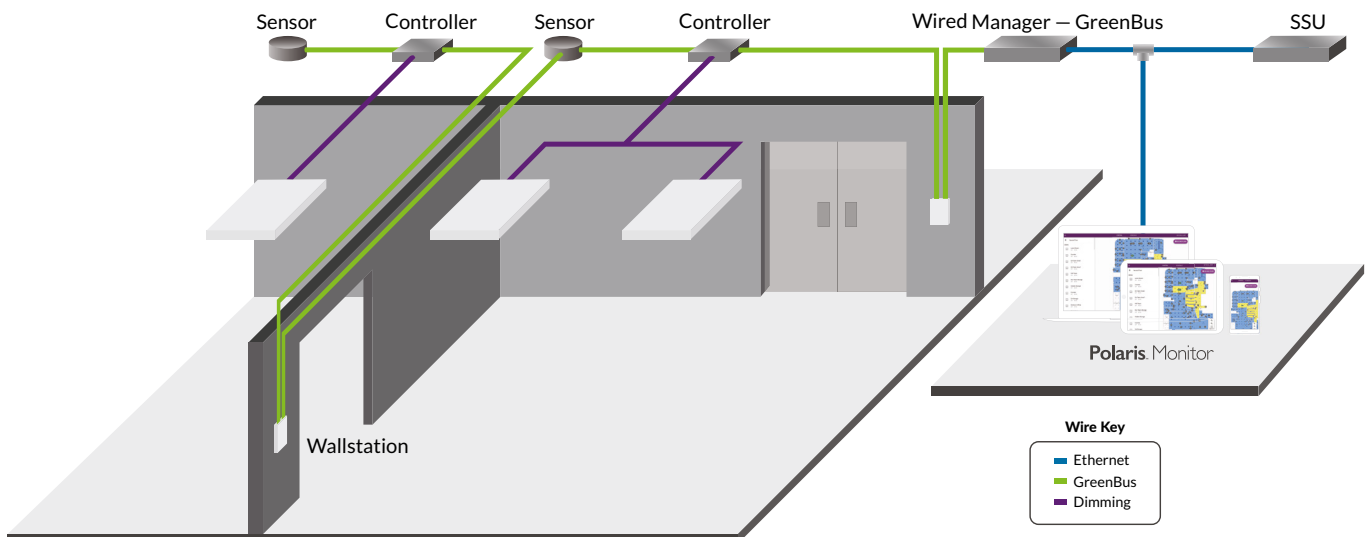 Sensor
Controller
Sensor
Controller
Wired Manager — GreenBus
SSU
Polaris. Monitor
Wallstation
Wire Key
Ethernet
GreenBus
Dimming